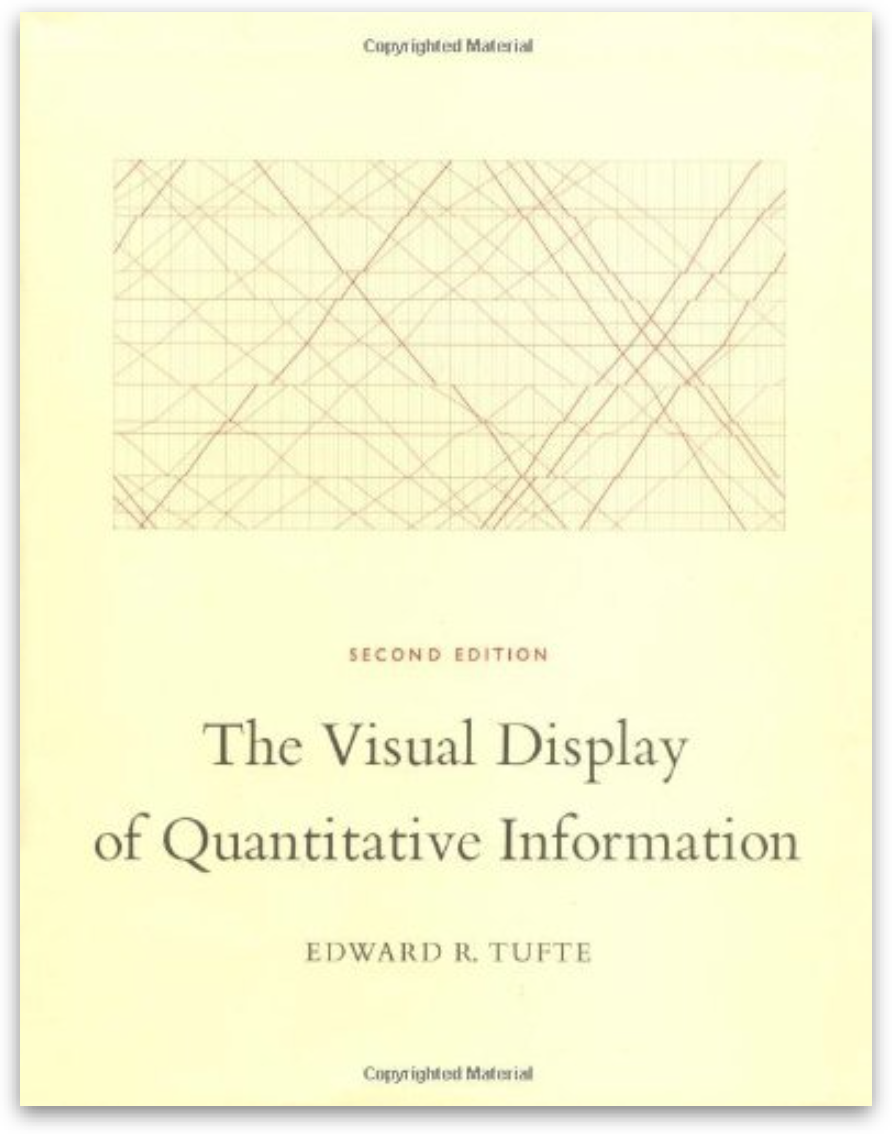 Copyrighted Material
SECOND EDITION
The Visual Display
of Quantitative Information
EDWARD R. TUFTE
Copyrighted Material